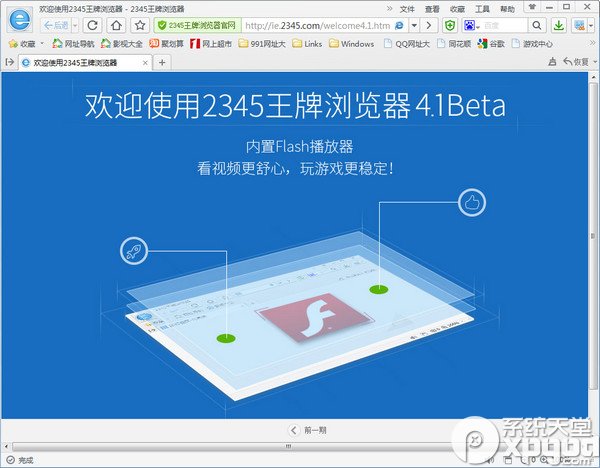 欢迎使用2345王牌浏览器 - 2345王牌浏览器 文件 查看 收藏 工具 帮助
后退 2345王牌浏览器官网 http://ie.2345.com/welcome4.1.htm 百度
收藏 网址导航 影视大全 聚划算 网上超市 991网址大全 Links Windows QQ网址大 同花顺 谷歌 游戏中心
欢迎使用2345王牌浏览器 恢复
欢迎使用2345王牌浏览器 4.1Beta
内置Flash播放器
看视频更舒心，玩游戏更稳定！
前一期
完成
系统天堂